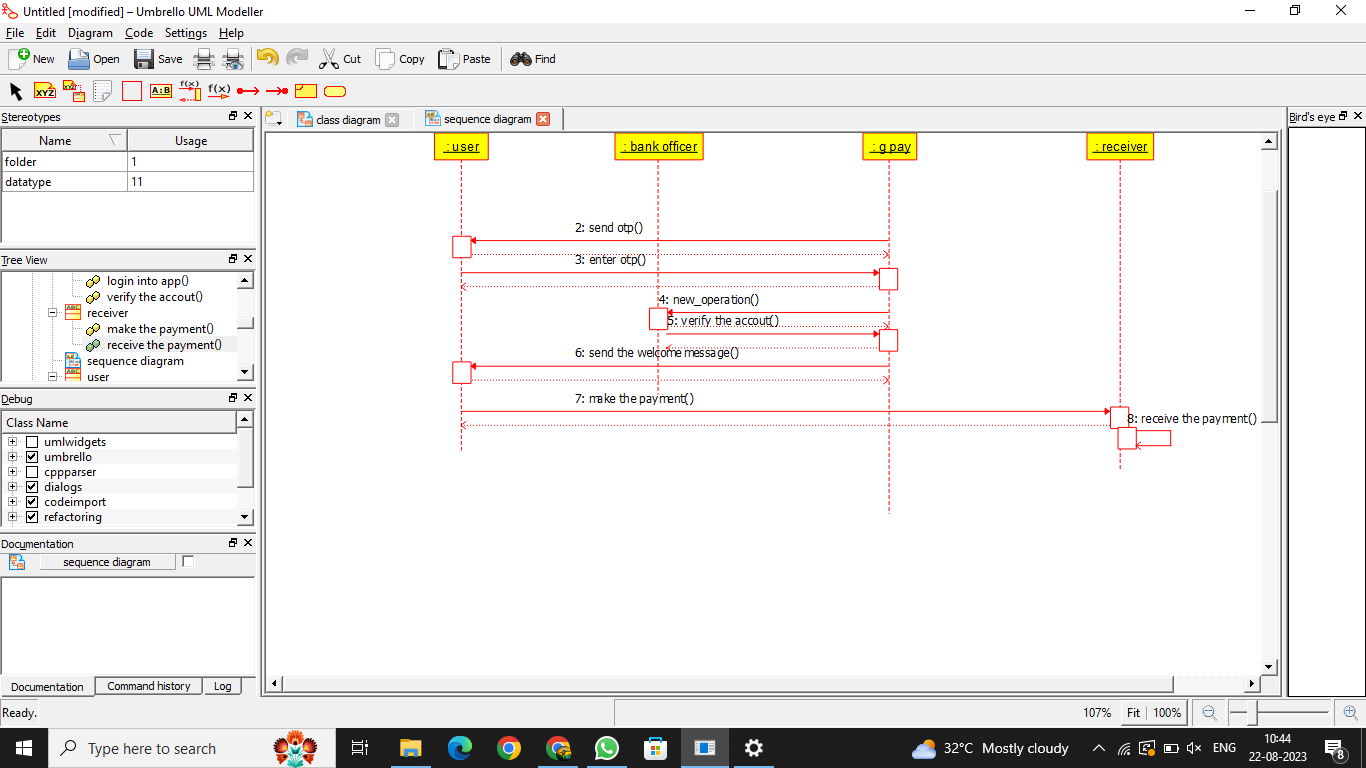 Untitled [modified] – Umbrello UML Modeller
File Edit Diagram Code Settings Help
New Open Save Cut Copy Paste Find
XYZ XYZ A:B f(x) f(x)
Stereotypes
Name Usage
folder 1
datatype 11
Tree View
login into app()
verify the accout()
receiver
make the payment()
receive the payment()
sequence diagram
user
Debug
Class Name
umlwidgets
umbrello
cppparser
dialogs
codeimport
refactoring
Documentation
sequence diagram
Documentation Command history Log
class diagram sequence diagram
: user : bank officer : g pay : receiver
2: send otp()
3: enter otp()
4: new_operation()
5: verify the accout()
6: send the welcome message()
7: make the payment()
8: receive the payment()
Bird's eye
Ready.
107% Fit 100%
Type here to search
32°C Mostly cloudy
ENG
10:44
22-08-2023
8